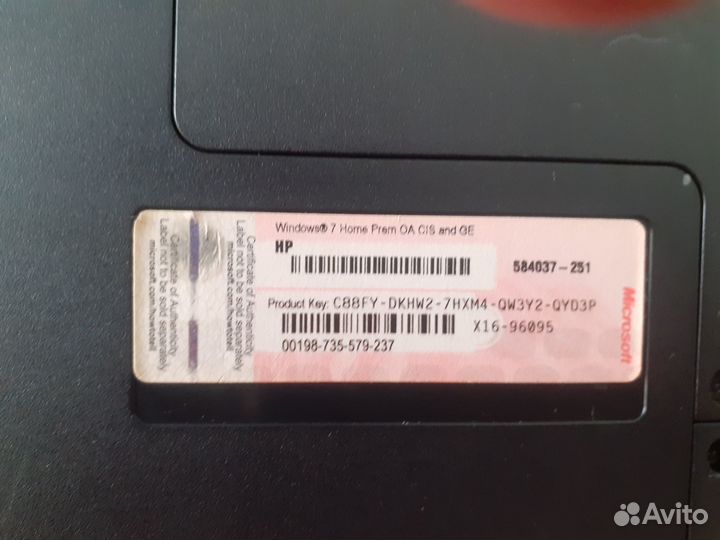 Windows® 7 Home Prem OA CIS and GE
HP
584037-251
Product Key: C88FY-DKHW2-7HXM4-QW3Y2-QYD3P
X16-96095
00198-735-579-237
Microsoft
Certificate of Authenticity
Label not to be sold separately
microsoft.com/howtotell
Certificate of Authenticity
Label not to be sold separately
microsoft.com/howtotell
Avito